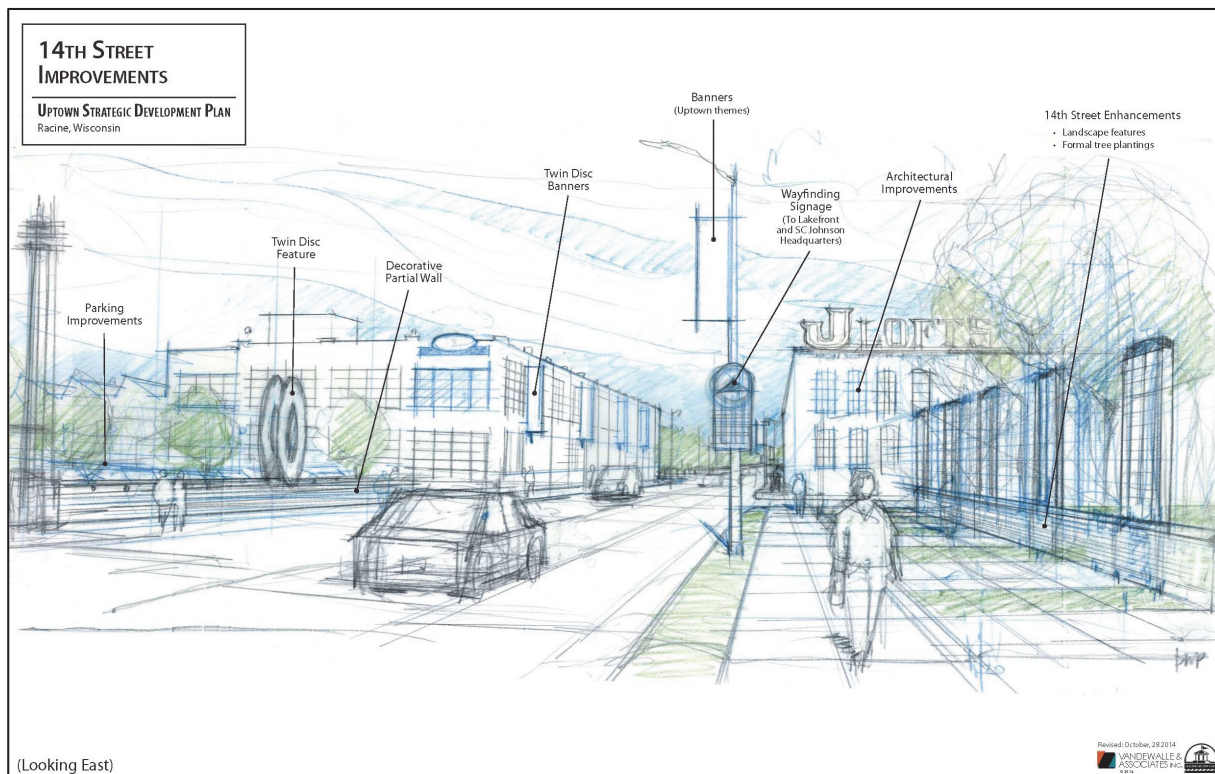 14TH STREET
IMPROVEMENTS
UPTOWN STRATEGIC DEVELOPMENT PLAN
Racine, Wisconsin
Banners
(Uptown themes)
14th Street Enhancements
• Landscape features
• Formal tree plantings
Twin Disc
Banners
Wayfinding
Signage
(To Lakefront
and SC Johnson
Headquarters)
Architectural
Improvements
Twin Disc
Feature
Decorative
Partial Wall
Parking
Improvements
J LOFTS
bmp
(Looking East)
Revised: October, 28 2014
VANDEWALLE &
ASSOCIATES INC.